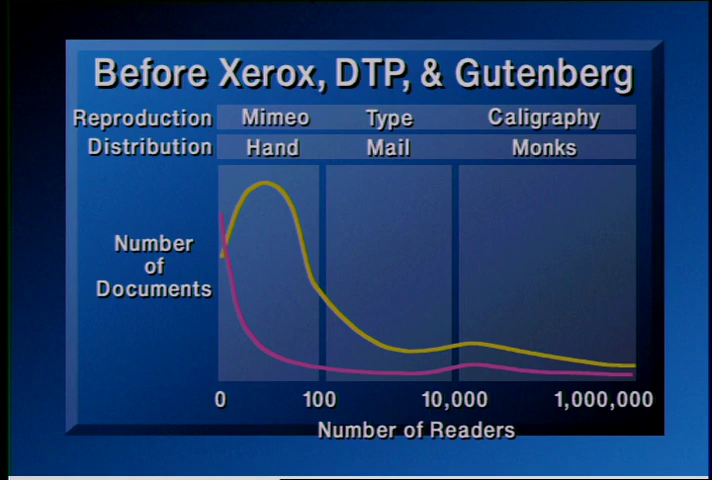 Before Xerox, DTP, & Gutenberg
Reproduction Mimeo Type Caligraphy
Distribution Hand Mail Monks
Number
of
Documents
0 100 10,000 1,000,000
Number of Readers